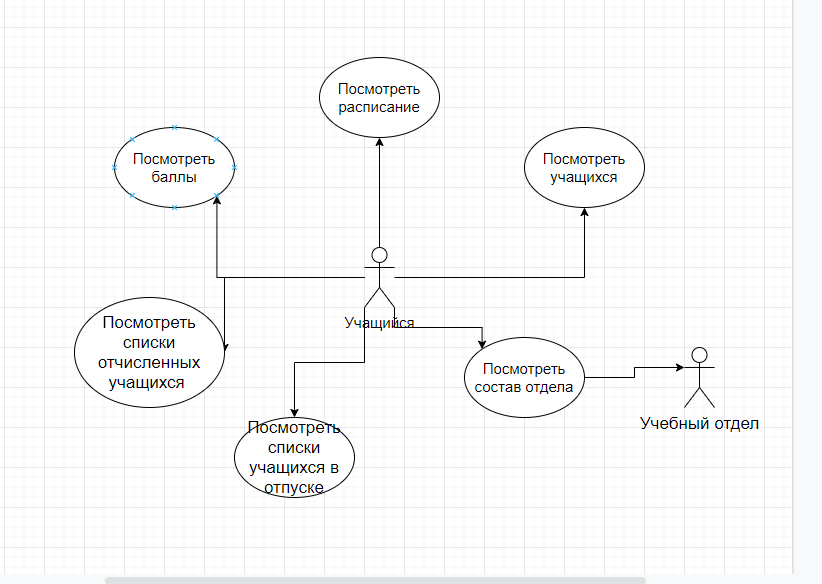 Посмотреть
расписание
Посмотреть
баллы
Посмотреть
учащихся
Учащийся
Посмотреть
списки
отчисленных
учащихся
Посмотреть
состав отдела
Учебный отдел
Посмотреть
списки
учащихся в
отпуске